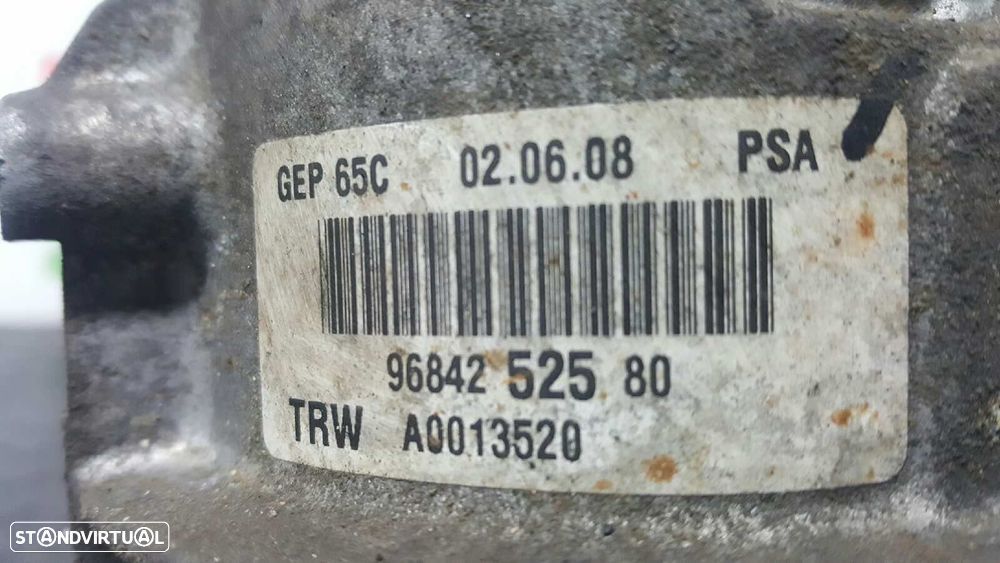 GEP 65C 02.06.08 PSA
96842 525 80
TRW A0013520
STANDVIRTUAL